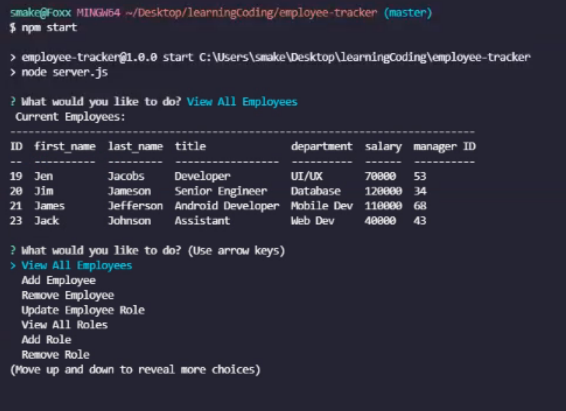 smake@Foxx MINGW64 ~/Desktop/learningCoding/employee-tracker (master)
$ npm start
> employee-tracker@1.0.0 start C:\Users\smake\Desktop\learningCoding\employee-tracker
> node server.js
? What would you like to do? View All Employees
Current Employees:
------------------------------------------------------------------------------
ID first_name last_name title department salary manager ID
-- ---------- --------- ----------------- ---------- ------ ----------
19 Jen Jacobs Developer UI/UX 70000 53
20 Jim Jameson Senior Engineer Database 120000 34
21 James Jefferson Android Developer Mobile Dev 110000 68
23 Jack Johnson Assistant Web Dev 40000 43
? What would you like to do? (Use arrow keys)
> View All Employees
Add Employee
Remove Employee
Update Employee Role
View All Roles
Add Role
Remove Role
(Move up and down to reveal more choices)